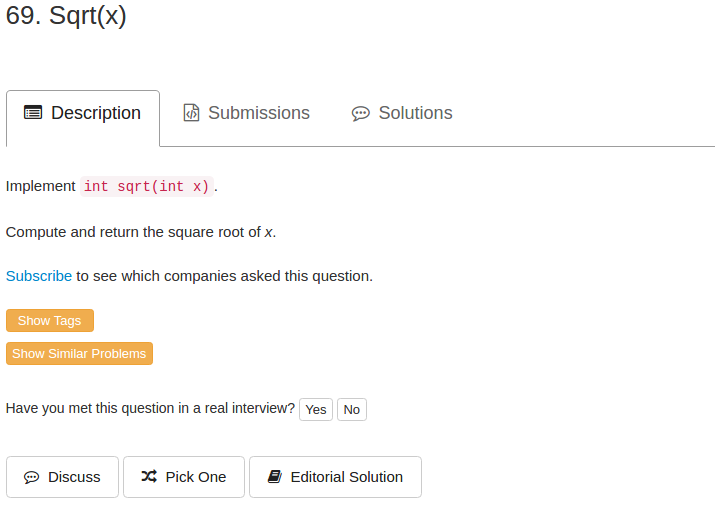 69. Sqrt(x)
Description Submissions Solutions
Implement int sqrt(int x).
Compute and return the square root of x.
Subscribe to see which companies asked this question.
Show Tags
Show Similar Problems
Have you met this question in a real interview? Yes No
Discuss Pick One Editorial Solution